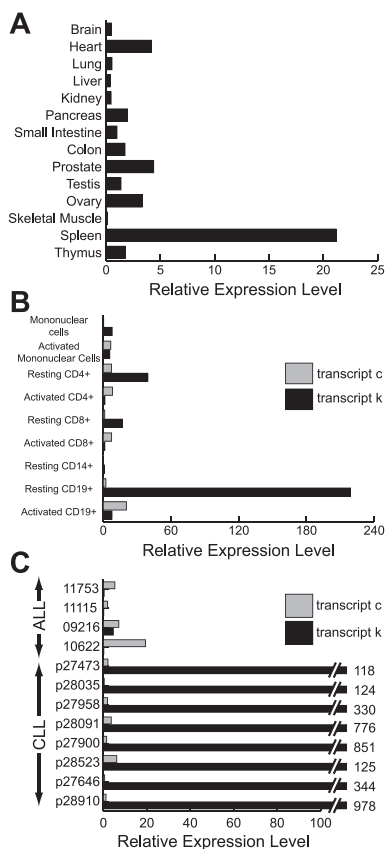 A
Brain
Heart
Lung
Liver
Kidney
Pancreas
Small Intestine
Colon
Prostate
Testis
Ovary
Skeletal Muscle
Spleen
Thymus
0 5 10 15 20 25
Relative Expression Level
B
Mononuclear
cells
Activated
Mononuclear Cells
Resting CD4+
Activated CD4+
Resting CD8+
Activated CD8+
Resting CD14+
Resting CD19+
Activated CD19+
transcript c
transcript k
0 60 120 180 240
Relative Expression Level
C
ALL
11753
11115
09216
10622
transcript c
transcript k
CLL
p27473 118
p28035 124
p27958 330
p28091 776
p27900 851
p28523 125
p27646 344
p28910 978
0 20 40 60 80 100
Relative Expression Level